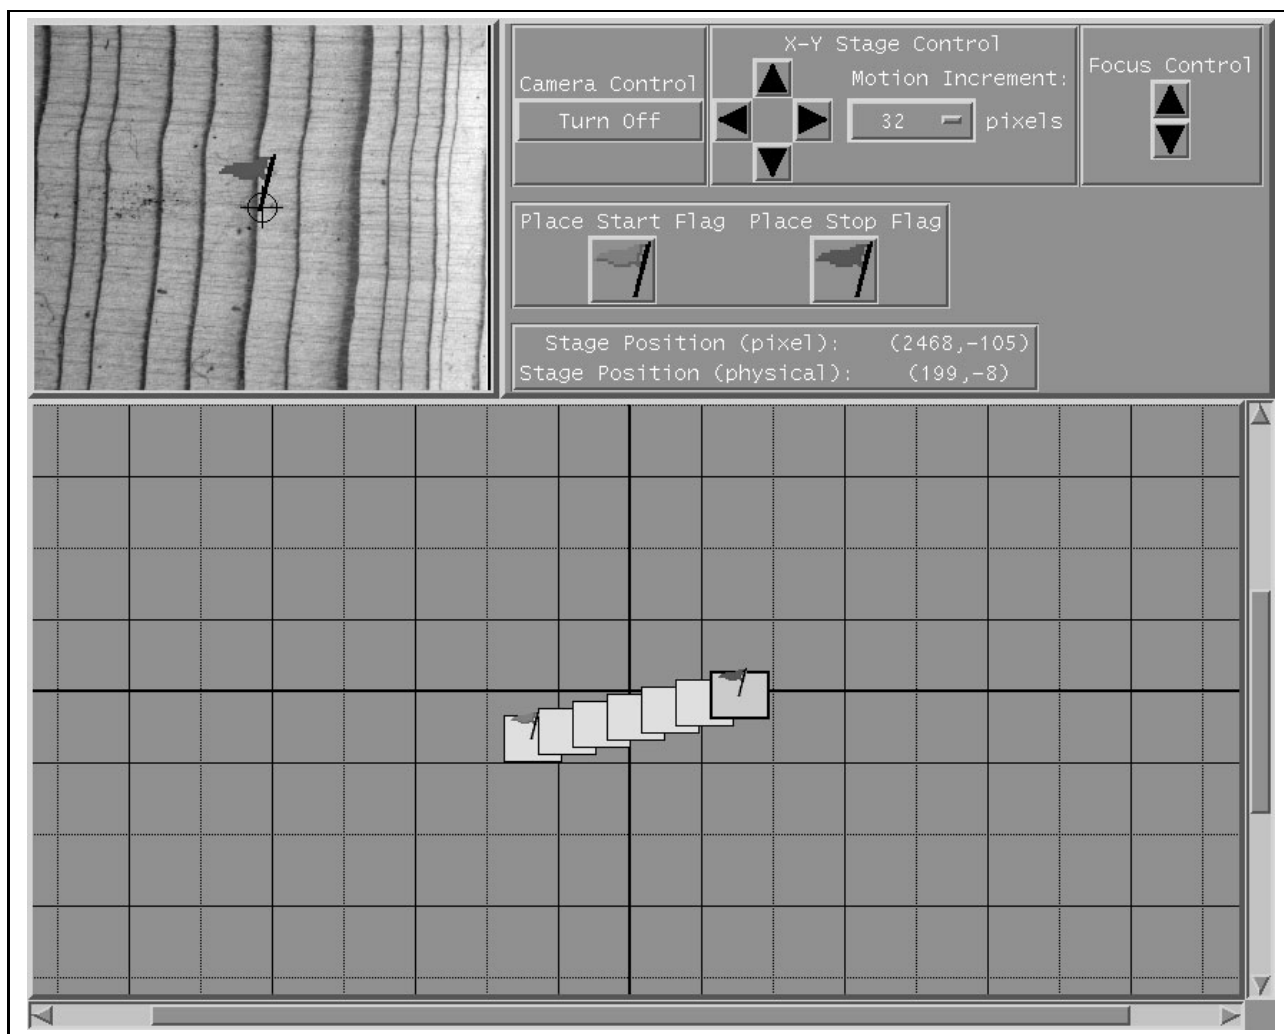 X-Y Stage Control
Focus Control
Camera Control
Motion Increment:
Turn Off
32 pixels
Place Start Flag
Place Stop Flag
Stage Position (pixel): (2468,-105)
Stage Position (physical): (199,-8)